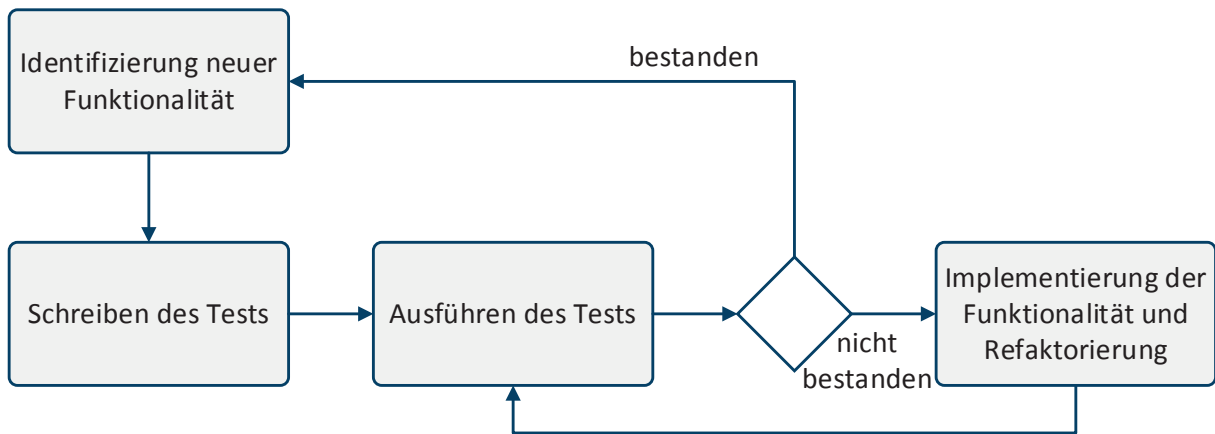 Identifizierung neuer
Funktionalität
bestanden
Schreiben des Tests
Ausführen des Tests
nicht
bestanden
Implementierung der
Funktionalität und
Refaktorierung